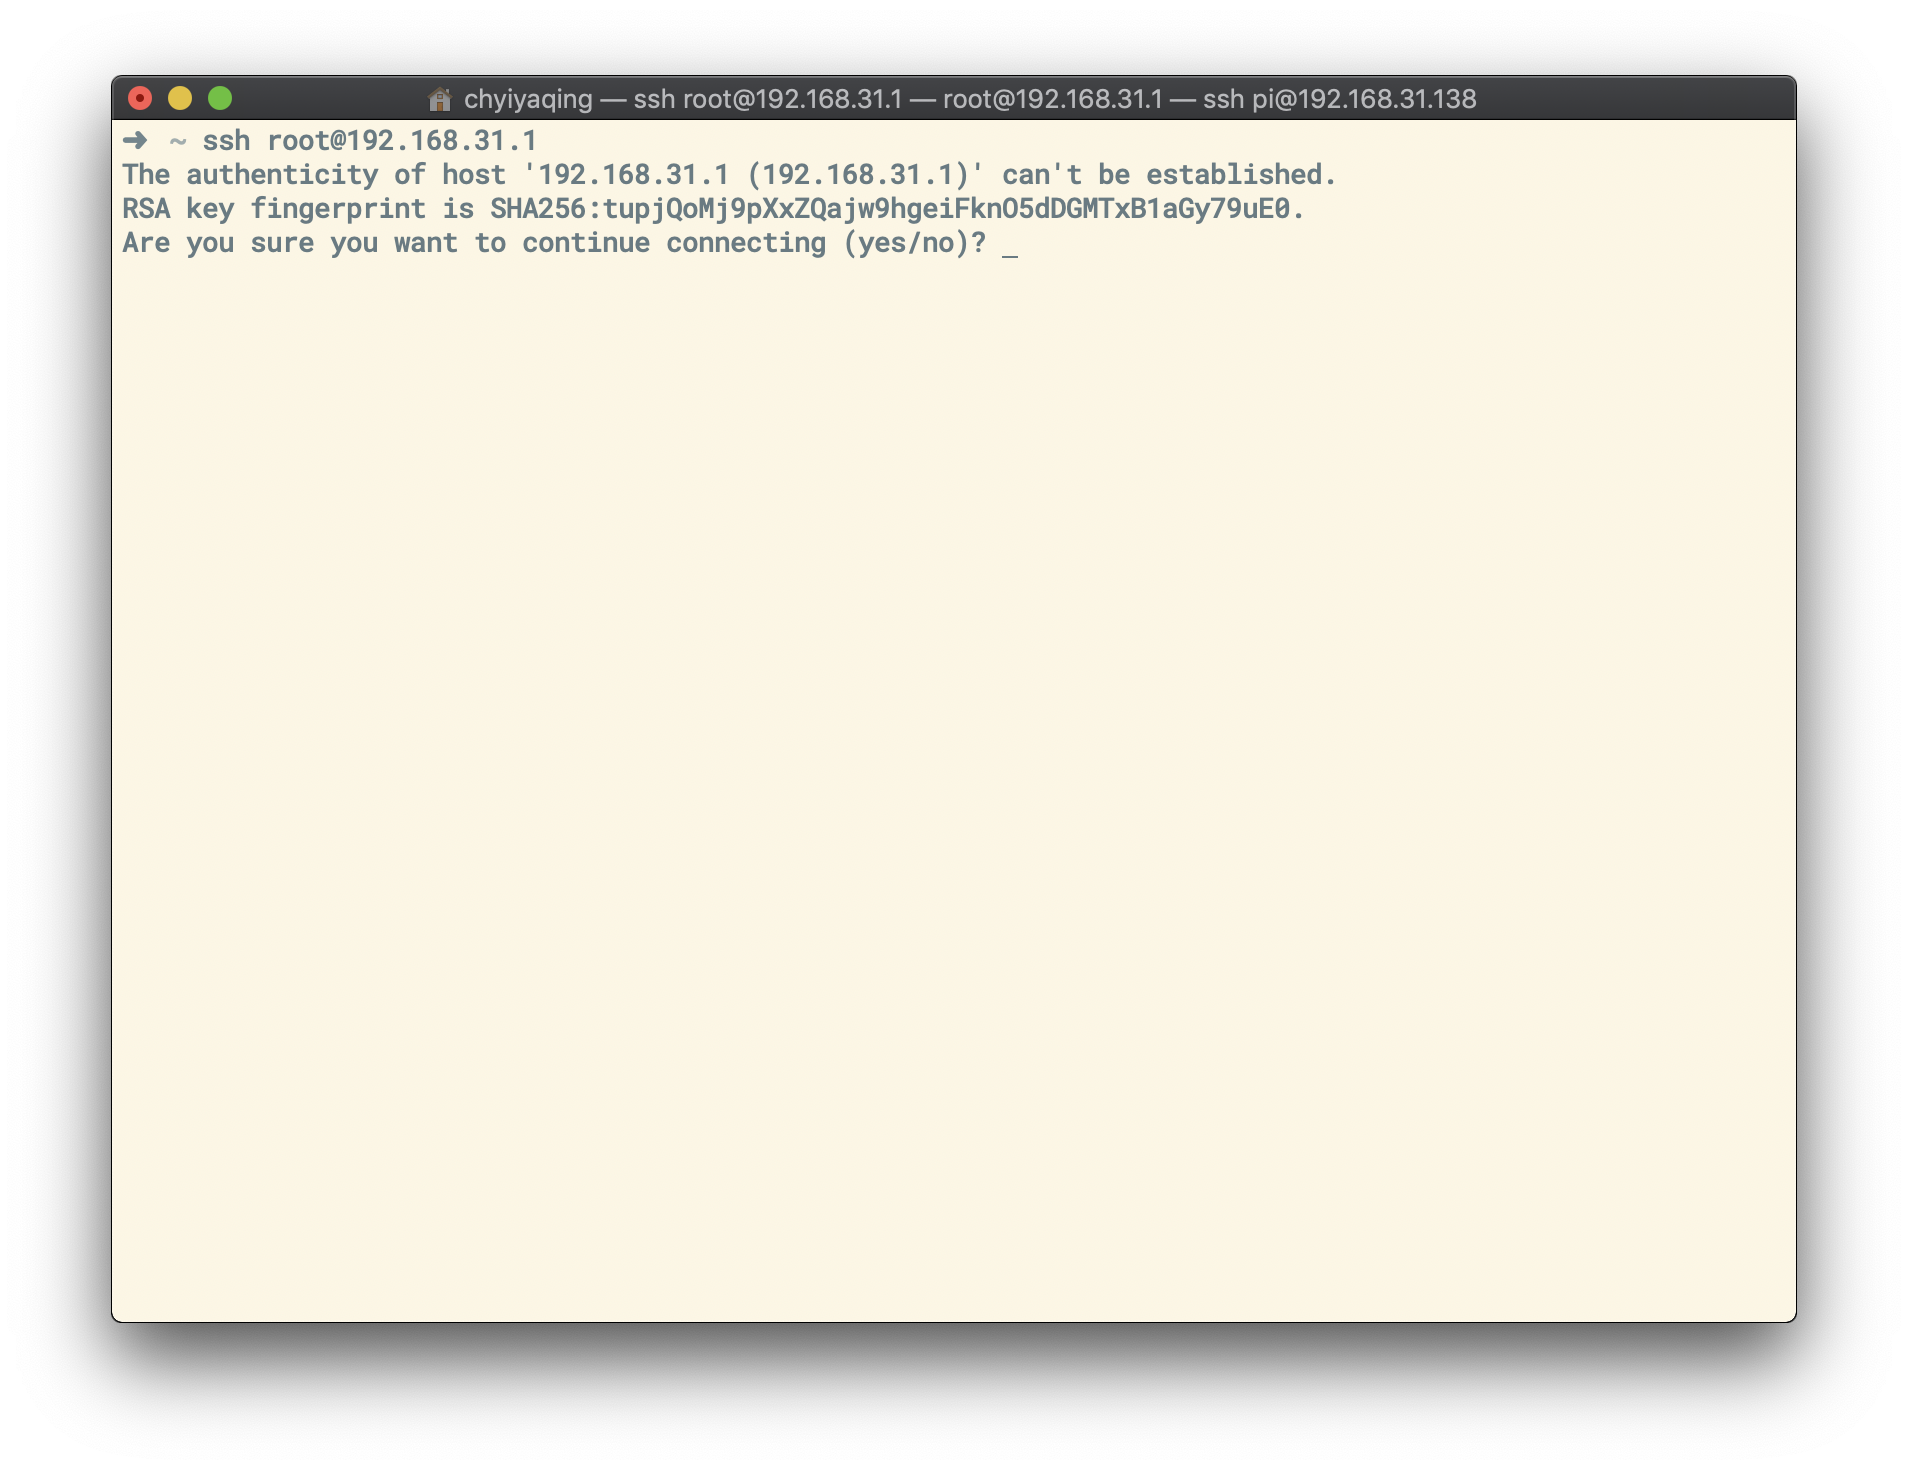 chyiyaqing — ssh root@192.168.31.1 — root@192.168.31.1 — ssh pi@192.168.31.138
➜ ~ ssh root@192.168.31.1
The authenticity of host '192.168.31.1 (192.168.31.1)' can't be established.
RSA key fingerprint is SHA256:tupjQoMj9pXxZQajw9hgeiFknO5dDGMTxB1aGy79uE0.
Are you sure you want to continue connecting (yes/no)? _